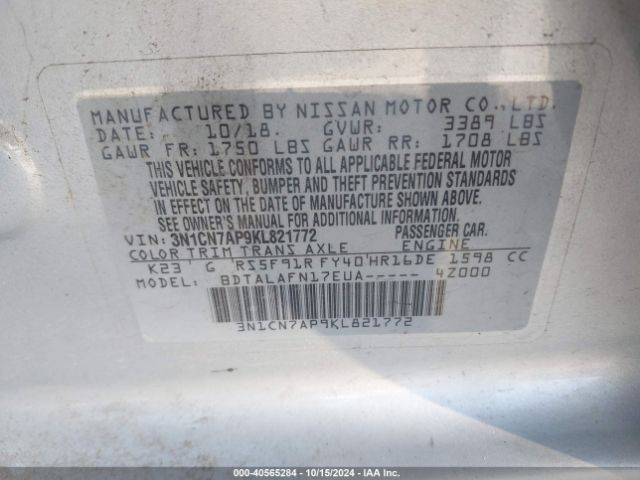 MANUFACTURED BY NISSAN MOTOR CO.,LTD.
DATE: 10/18. GVWR: 3389 LBS
GAWR FR: 1750 LBS GAWR RR: 1708 LBS
THIS VEHICLE CONFORMS TO ALL APPLICABLE FEDERAL MOTOR
VEHICLE SAFETY, BUMPER AND THEFT PREVENTION STANDARDS
IN EFFECT ON THE DATE OF MANUFACTURE SHOWN ABOVE.
SEE OWNER'S MANUAL FOR ADDITIONAL INFORMATION.
VIN: 3N1CN7AP9KL821772 PASSENGER CAR.
COLOR TRIM TRANS AXLE ENGINE
K23 G RS5F91R FY40 HR16DE 1598 CC
MODEL: BDTALAFN17EUA----- 4Z000
3N1CN7AP9KL821772
000-40565284 - 10/15/2024 - IAA Inc.